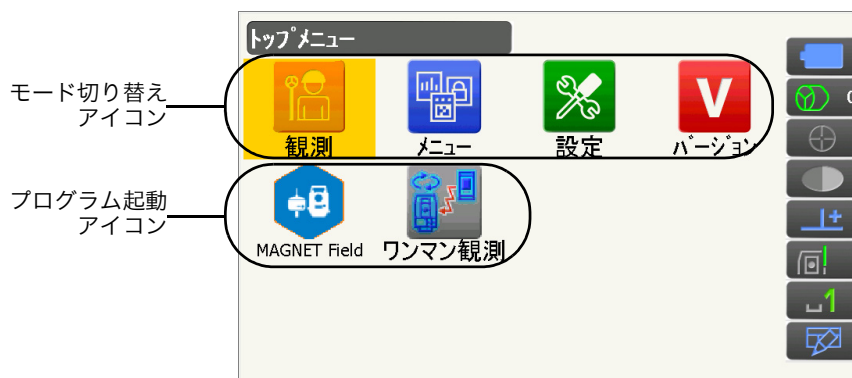 トップメニュー
モード切り替え
アイコン
観測
メニュー
設定
V
バージョン
プログラム起動
アイコン
MAGNET Field
ワンマン観測
1